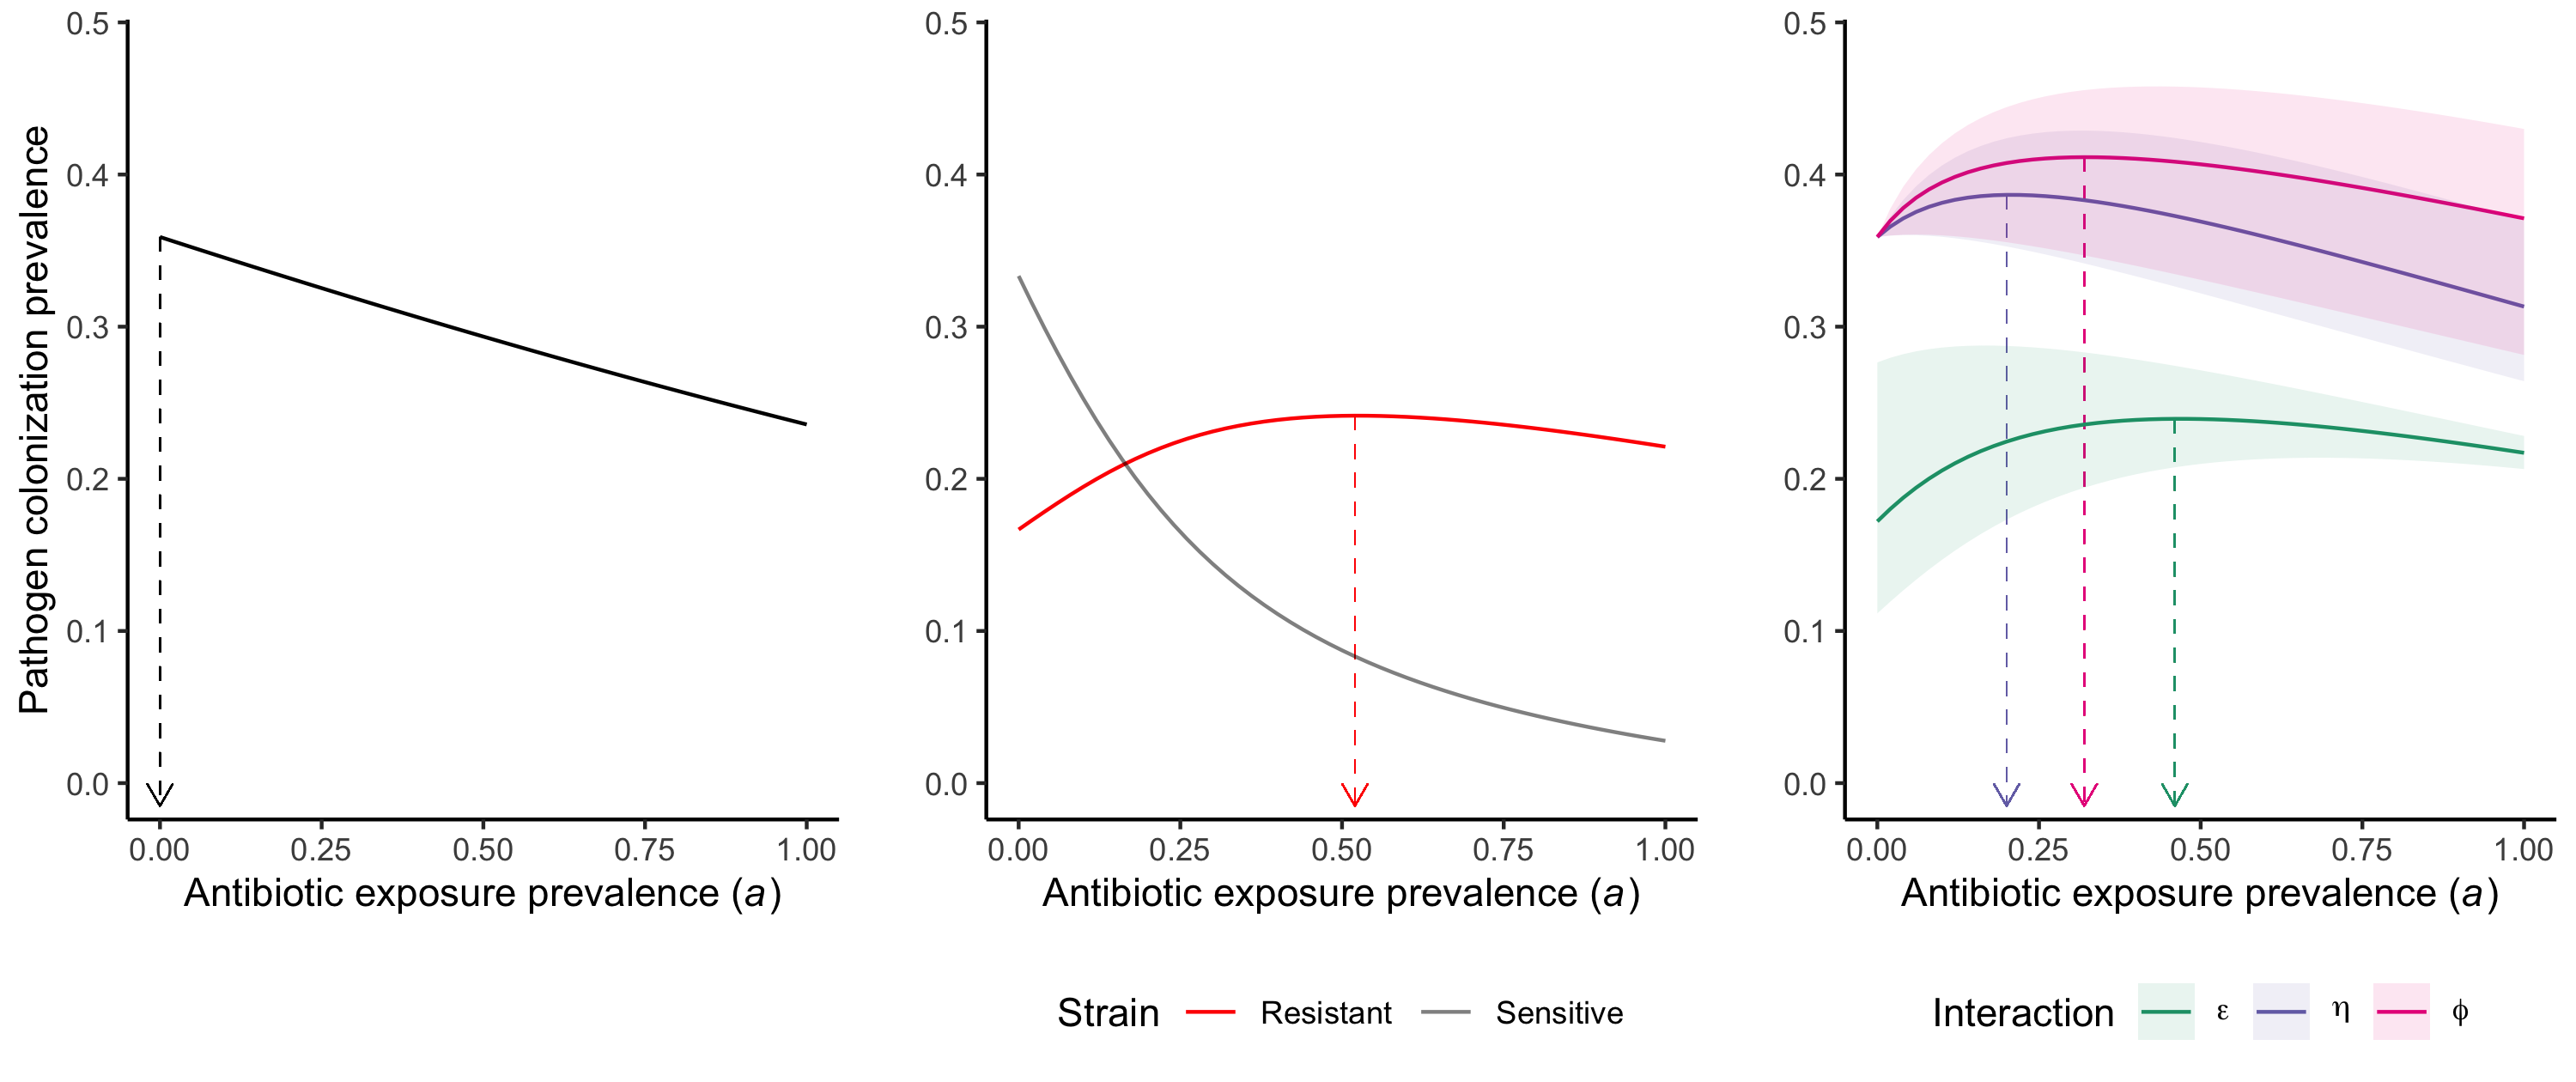 Pathogen colonization prevalence
0.5
0.4
0.3
0.2
0.1
0.0
0.00 0.25 0.50 0.75 1.00
Antibiotic exposure prevalence (a)
0.5
0.4
0.3
0.2
0.1
0.0
0.00 0.25 0.50 0.75 1.00
Antibiotic exposure prevalence (a)
Strain Resistant Sensitive
0.5
0.4
0.3
0.2
0.1
0.0
0.00 0.25 0.50 0.75 1.00
Antibiotic exposure prevalence (a)
Interaction ε η ϕ